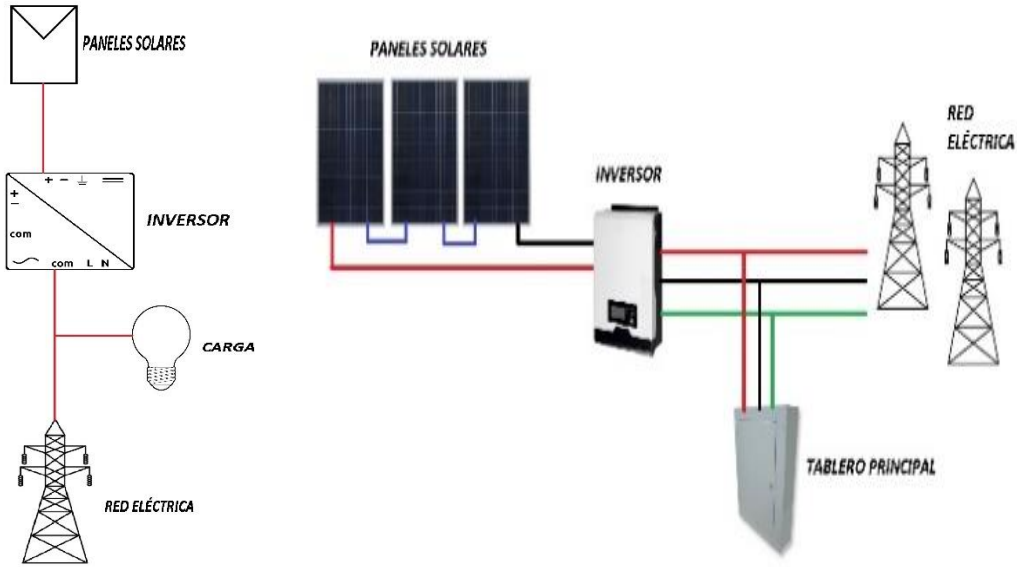 PANELES SOLARES
+ − ⏚ ⎓
+
−
com
∼ com L N
INVERSOR
CARGA
RED ELÉCTRICA
PANELES SOLARES
INVERSOR
RED
ELÉCTRICA
TABLERO PRINCIPAL